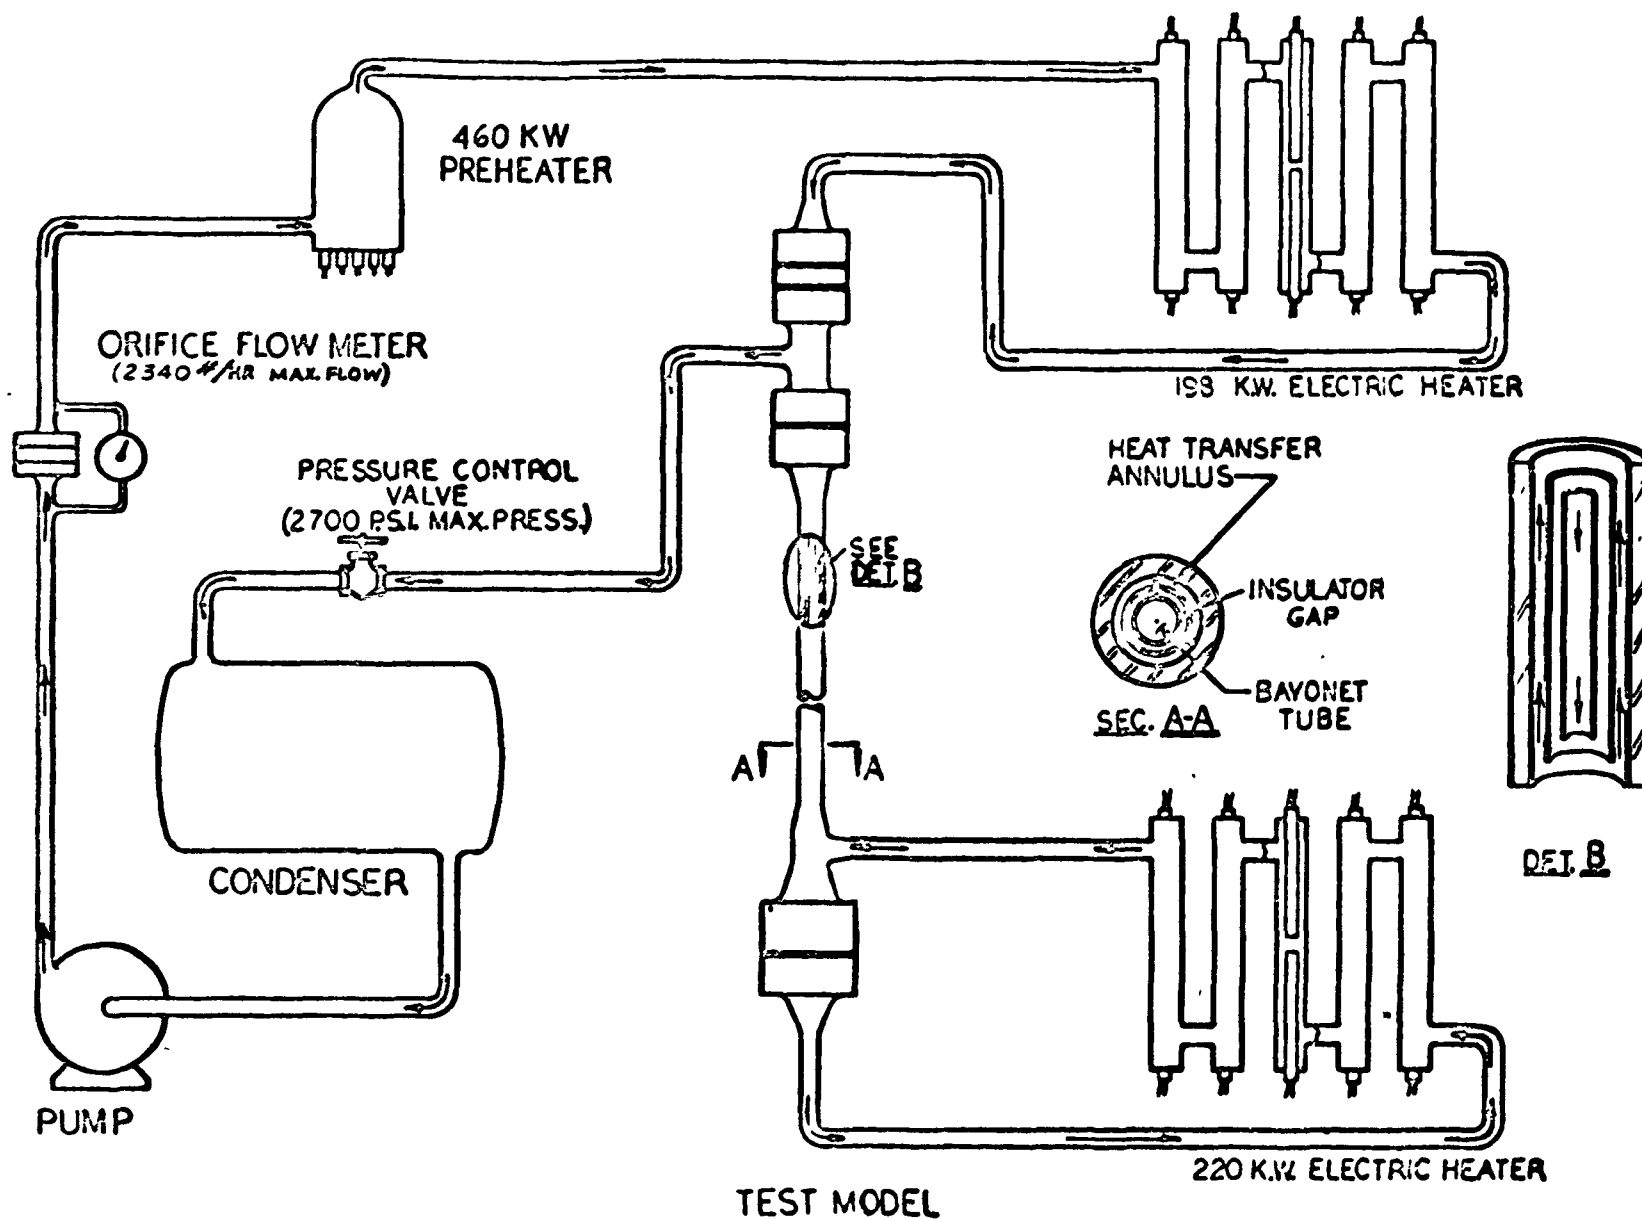 460 KW
PREHEATER
ORIFICE FLOW METER
(2340 #/HR MAX. FLOW)
198 K.W. ELECTRIC HEATER
PRESSURE CONTROL
VALVE
(2700 P.S.I. MAX. PRESS.)
SEE
DET. B
HEAT TRANSFER
ANNULUS
INSULATOR
GAP
BAYONET
TUBE
SEC. A-A
A A
DET. B
CONDENSER
PUMP
220 K.W. ELECTRIC HEATER
TEST MODEL